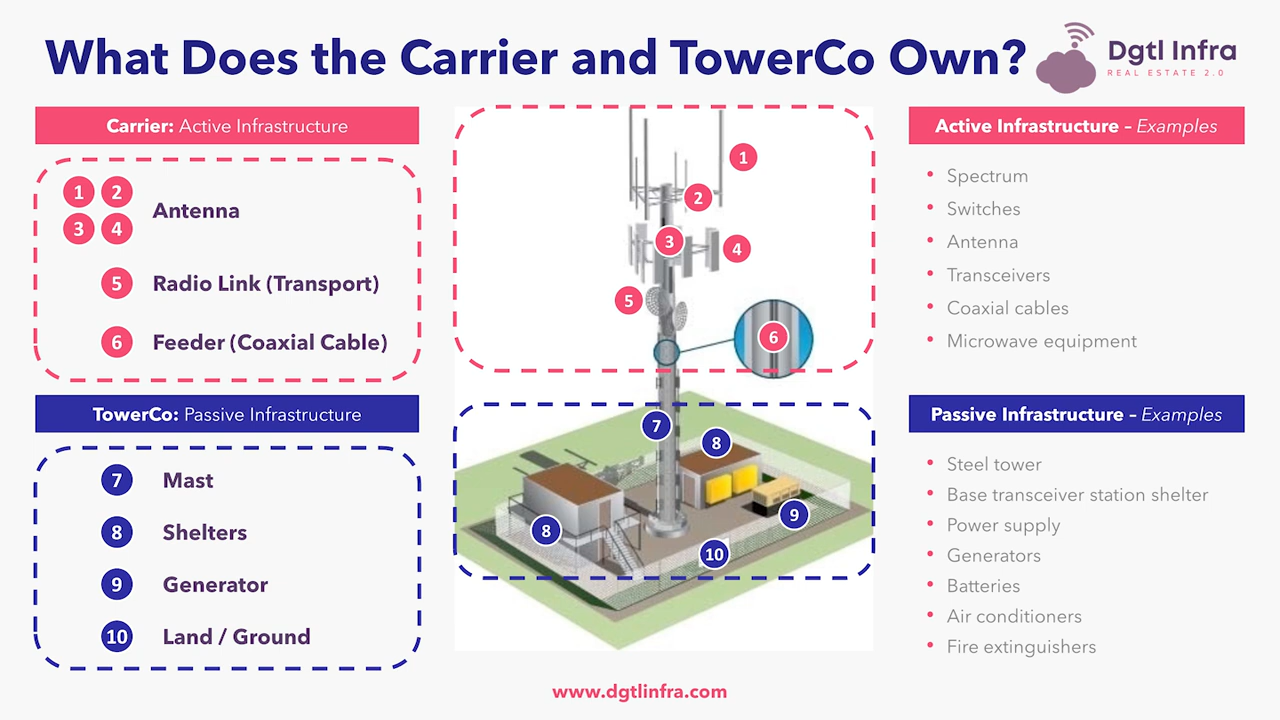 What Does the Carrier and TowerCo Own?
Dgtl Infra
REAL ESTATE 2.0
Carrier: Active Infrastructure
1 2
3 4
Antenna
5 Radio Link (Transport)
6 Feeder (Coaxial Cable)
TowerCo: Passive Infrastructure
7 Mast
8 Shelters
9 Generator
10 Land / Ground
1
2
3
4
5
6
7
8
8
9
10
Active Infrastructure – Examples
• Spectrum
• Switches
• Antenna
• Transceivers
• Coaxial cables
• Microwave equipment
Passive Infrastructure – Examples
• Steel tower
• Base transceiver station shelter
• Power supply
• Generators
• Batteries
• Air conditioners
• Fire extinguishers
www.dgtlinfra.com